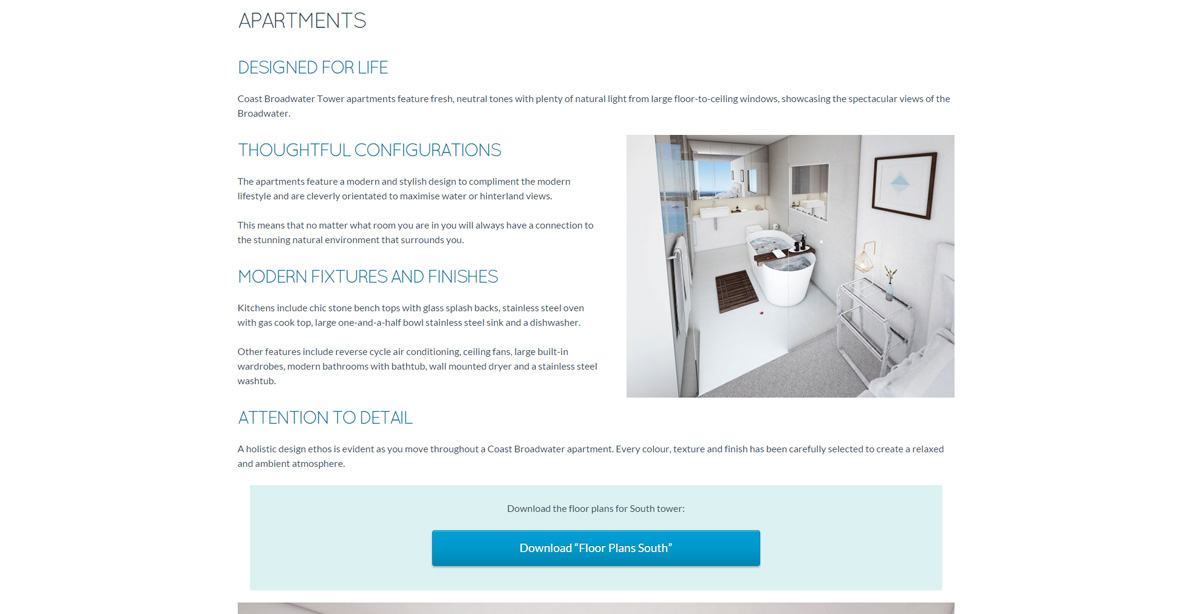 APARTMENTS
DESIGNED FOR LIFE
Coast Broadwater Tower apartments feature fresh, neutral tones with plenty of natural light from large floor-to-ceiling windows, showcasing the spectacular views of the
Broadwater.
THOUGHTFUL CONFIGURATIONS
The apartments feature a modern and stylish design to compliment the modern
lifestyle and are cleverly orientated to maximise water or hinterland views.
This means that no matter what room you are in you will always have a connection to
the stunning natural environment that surrounds you.
MODERN FIXTURES AND FINISHES
Kitchens include chic stone bench tops with glass splash backs, stainless steel oven
with gas cook top, large one-and-a-half bowl stainless steel sink and a dishwasher.
Other features include reverse cycle air conditioning, ceiling fans, large built-in
wardrobes, modern bathrooms with bathtub, wall mounted dryer and a stainless steel
washtub.
ATTENTION TO DETAIL
A holistic design ethos is evident as you move throughout a Coast Broadwater apartment. Every colour, texture and finish has been carefully selected to create a relaxed
and ambient atmosphere.
Download the floor plans for South tower:
Download “Floor Plans South”